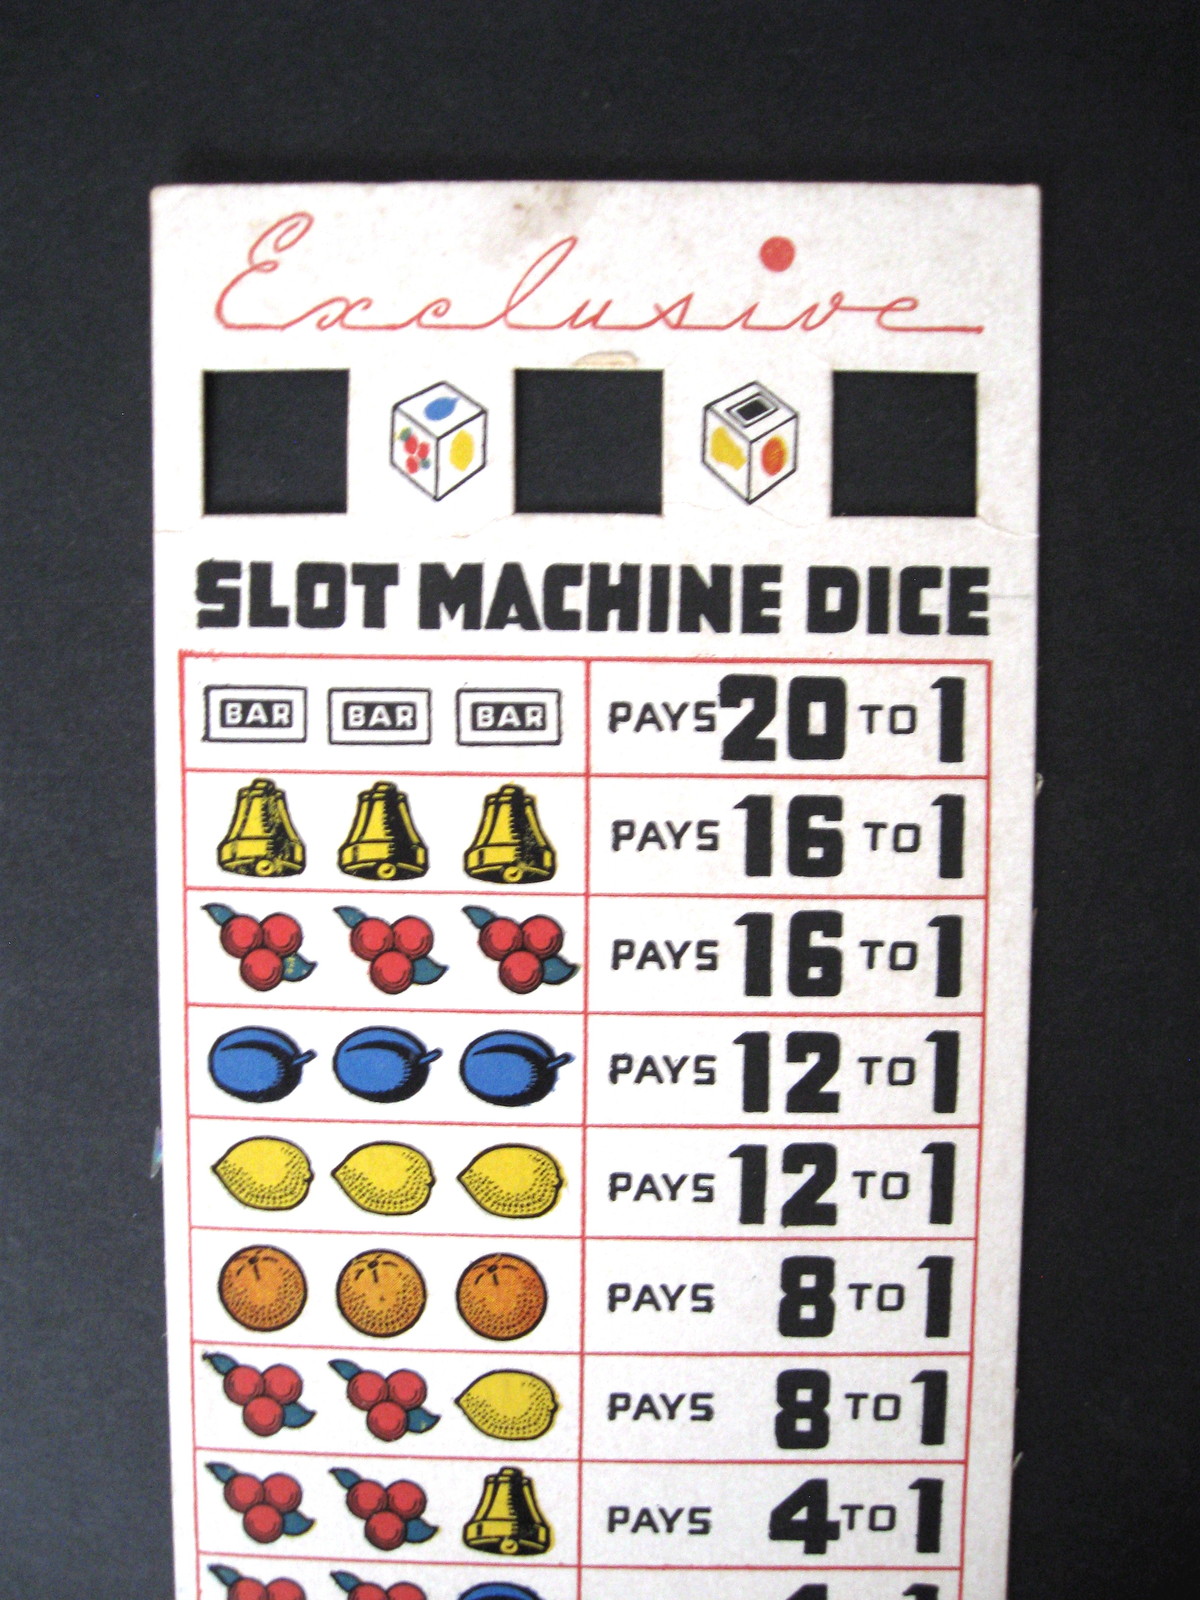 Exclusive
SLOT MACHINE DICE
BAR BAR BAR PAYS 20 TO 1
PAYS 16 TO 1
PAYS 16 TO 1
PAYS 12 TO 1
PAYS 12 TO 1
PAYS 8 TO 1
PAYS 8 TO 1
PAYS 4 TO 1